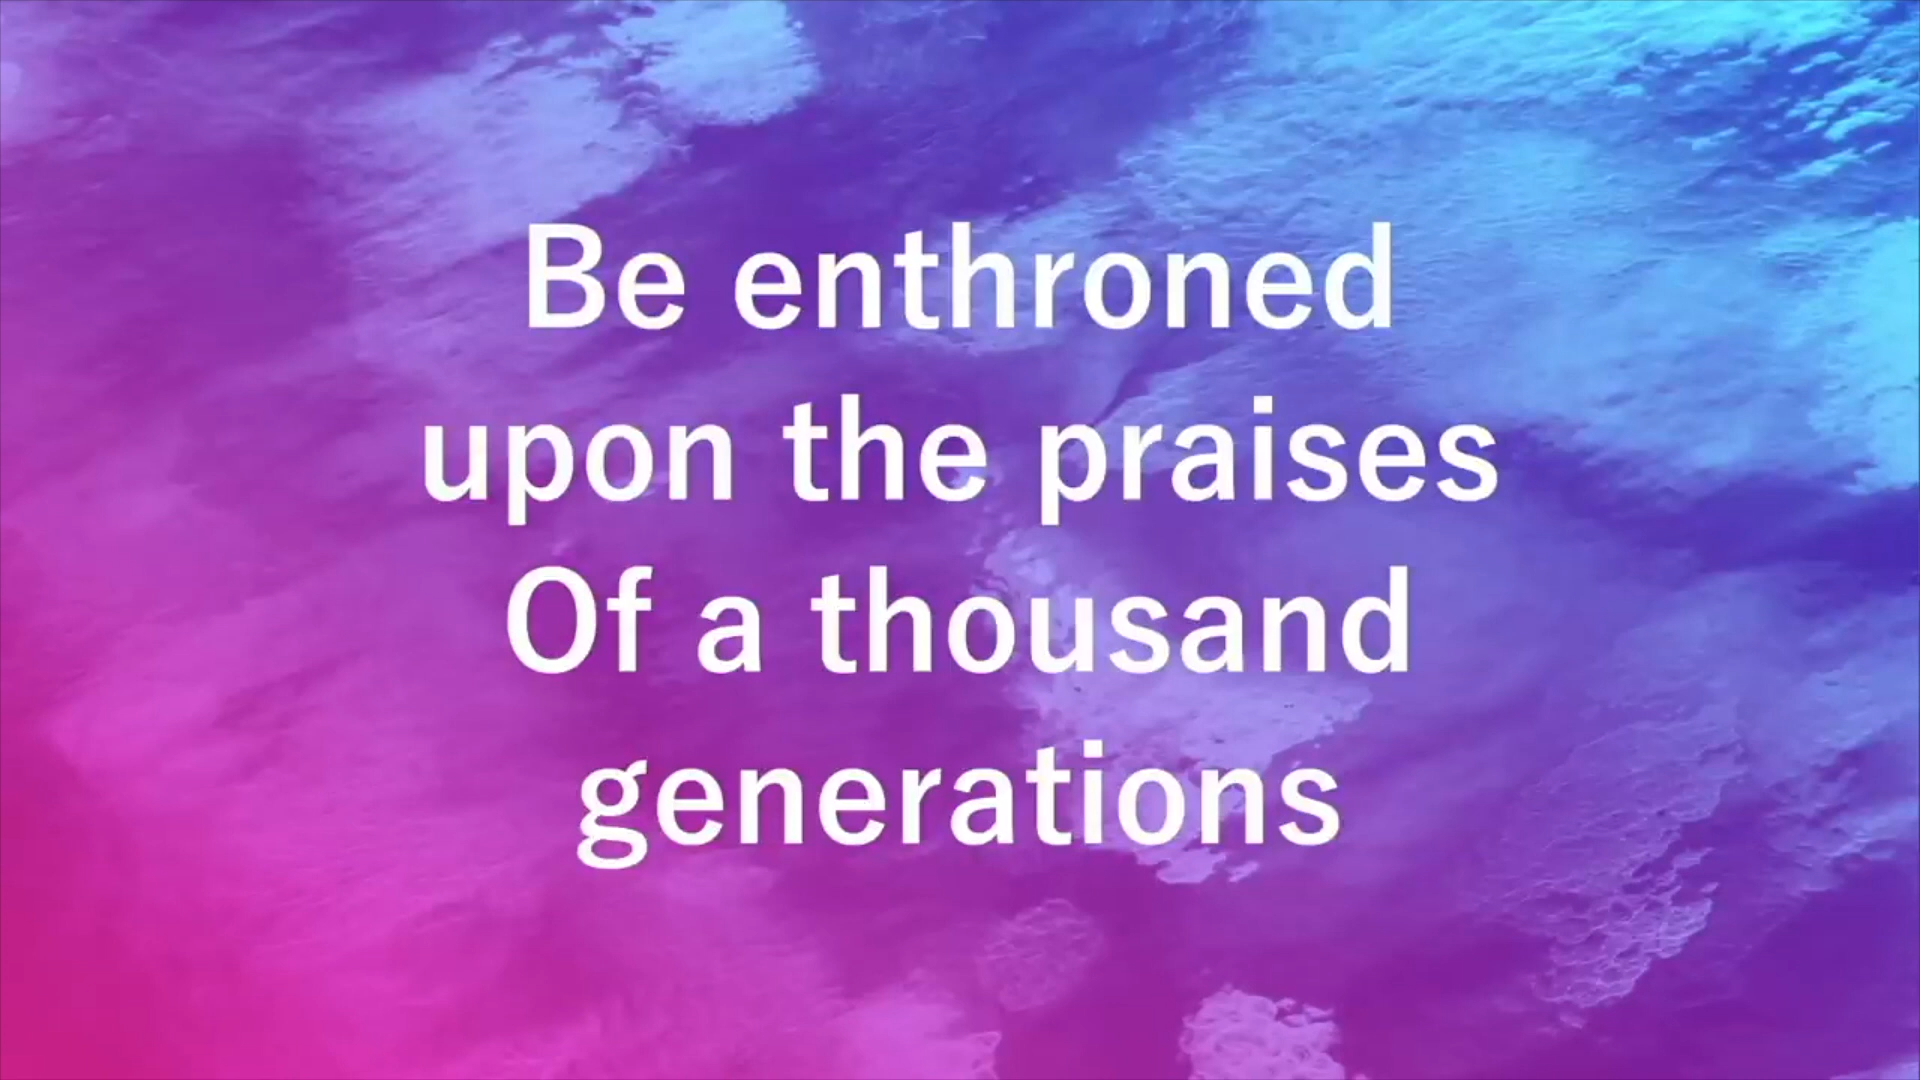 Be enthroned
upon the praises
Of a thousand
generations